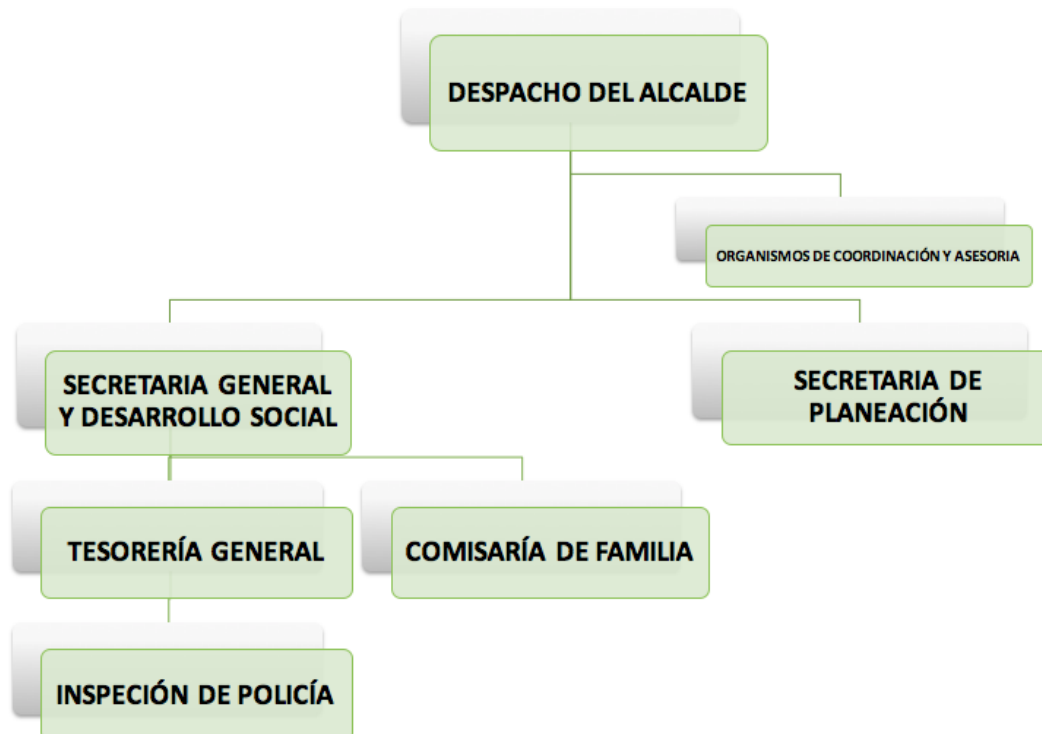 DESPACHO DEL ALCALDE
ORGANISMOS DE COORDINACIÓN Y ASESORIA
SECRETARIA GENERAL
Y DESARROLLO SOCIAL
SECRETARIA DE
PLANEACIÓN
TESORERÍA GENERAL
COMISARÍA DE FAMILIA
INSPECIÓN DE POLICÍA